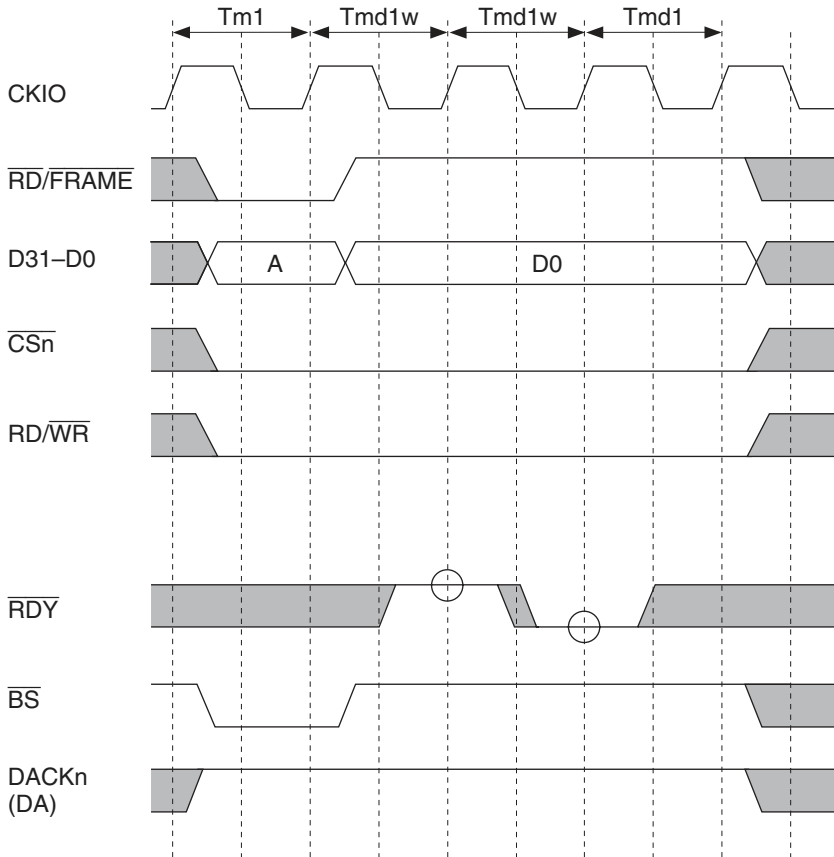 Tm1 Tmd1w Tmd1w Tmd1
CKIO
RD/FRAME
D31–D0 A D0
CSn
RD/WR
RDY
BS
DACKn
(DA)